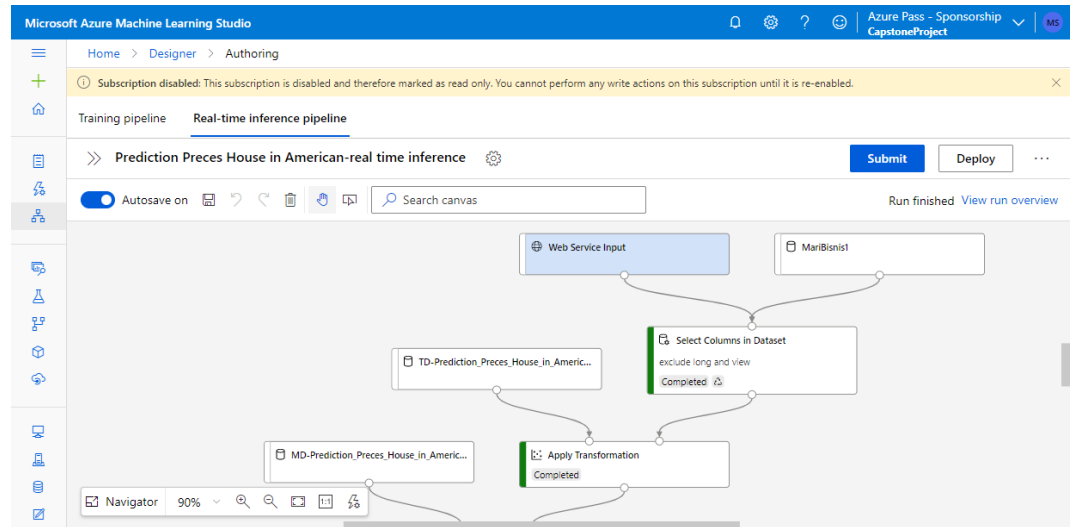 Microsoft Azure Machine Learning Studio
Azure Pass - Sponsorship
CapstoneProject
MS
Home > Designer > Authoring
Subscription disabled: This subscription is disabled and therefore marked as read only. You cannot perform any write actions on this subscription until it is re-enabled.
Training pipeline Real-time inference pipeline
Prediction Preces House in American-real time inference
Submit Deploy ...
Autosave on Search canvas Run finished View run overview
Web Service Input MariBisnis1
Select Columns in Dataset
TD-Prediction_Preces_House_in_Americ... exclude long and view
Completed
MD-Prediction_Preces_House_in_Americ... Apply Transformation
Completed
Navigator 90% 1:1